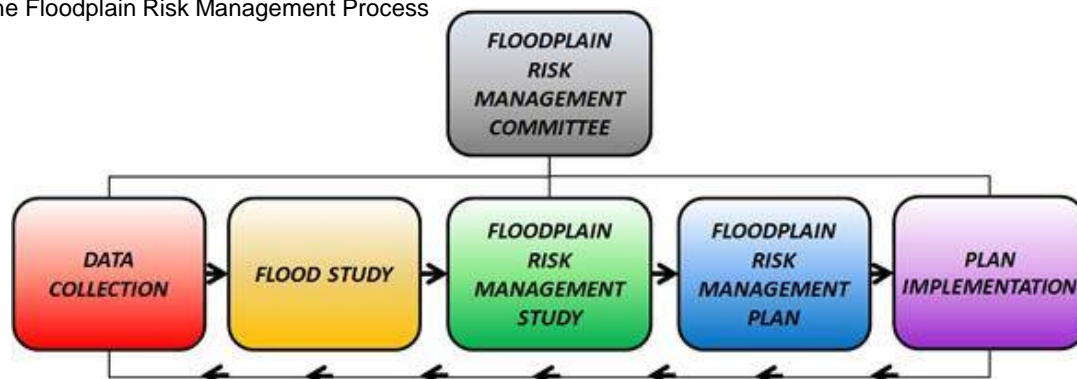 ne Floodplain Risk Management Process
FLOODPLAIN
RISK
MANAGEMENT
COMMITTEE
DATA
COLLECTION
FLOOD STUDY
FLOODPLAIN
RISK
MANAGEMENT
STUDY
FLOODPLAIN
RISK
MANAGEMENT
PLAN
PLAN
IMPLEMENTATION